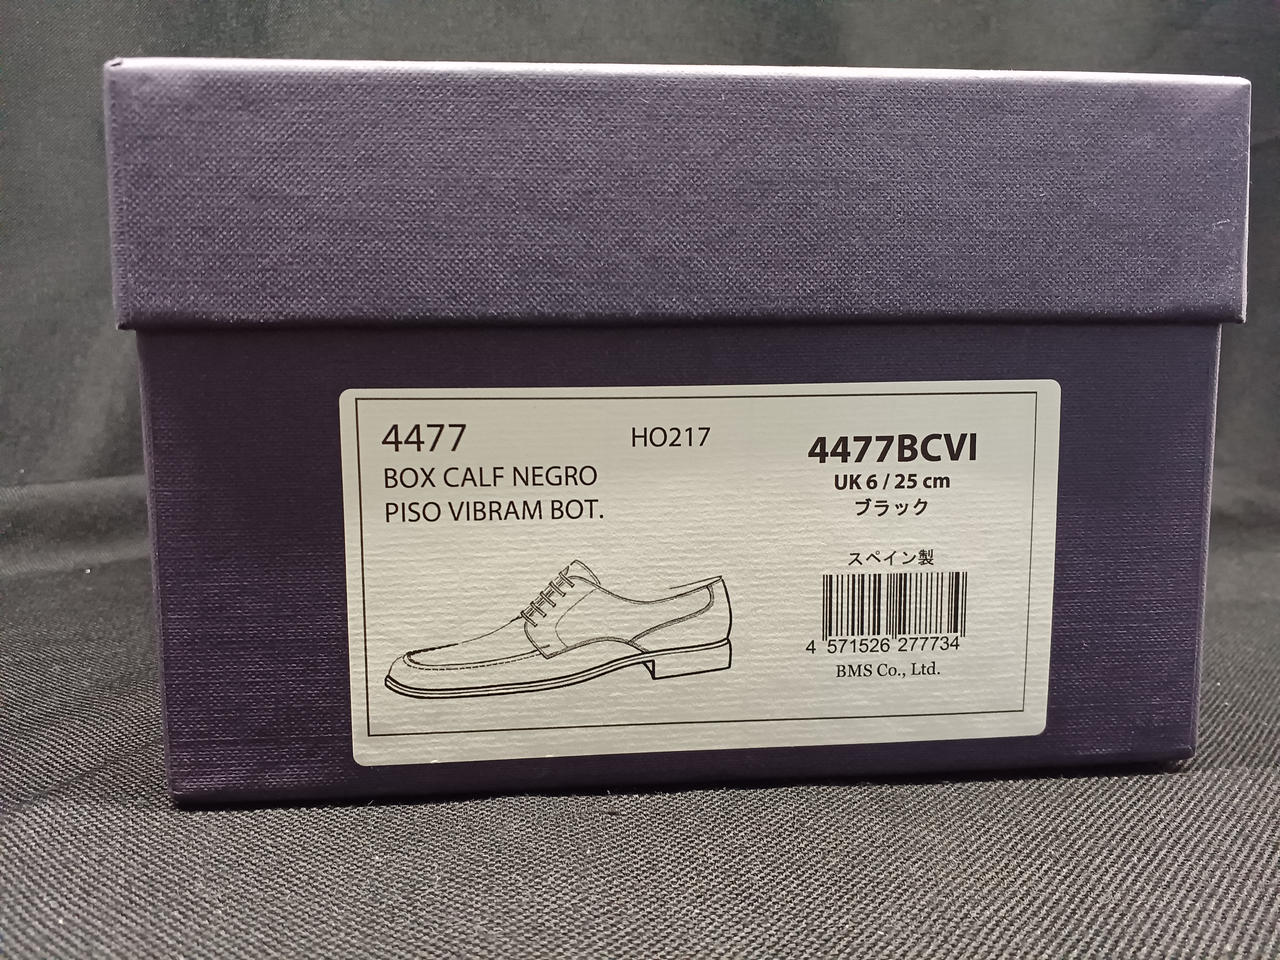 4477
HO217
BOX CALF NEGRO
PISO VIBRAM BOT.
4477BCVI
UK 6 / 25 cm
ブラック
スペイン製
4 571526 277734
BMS Co., Ltd.